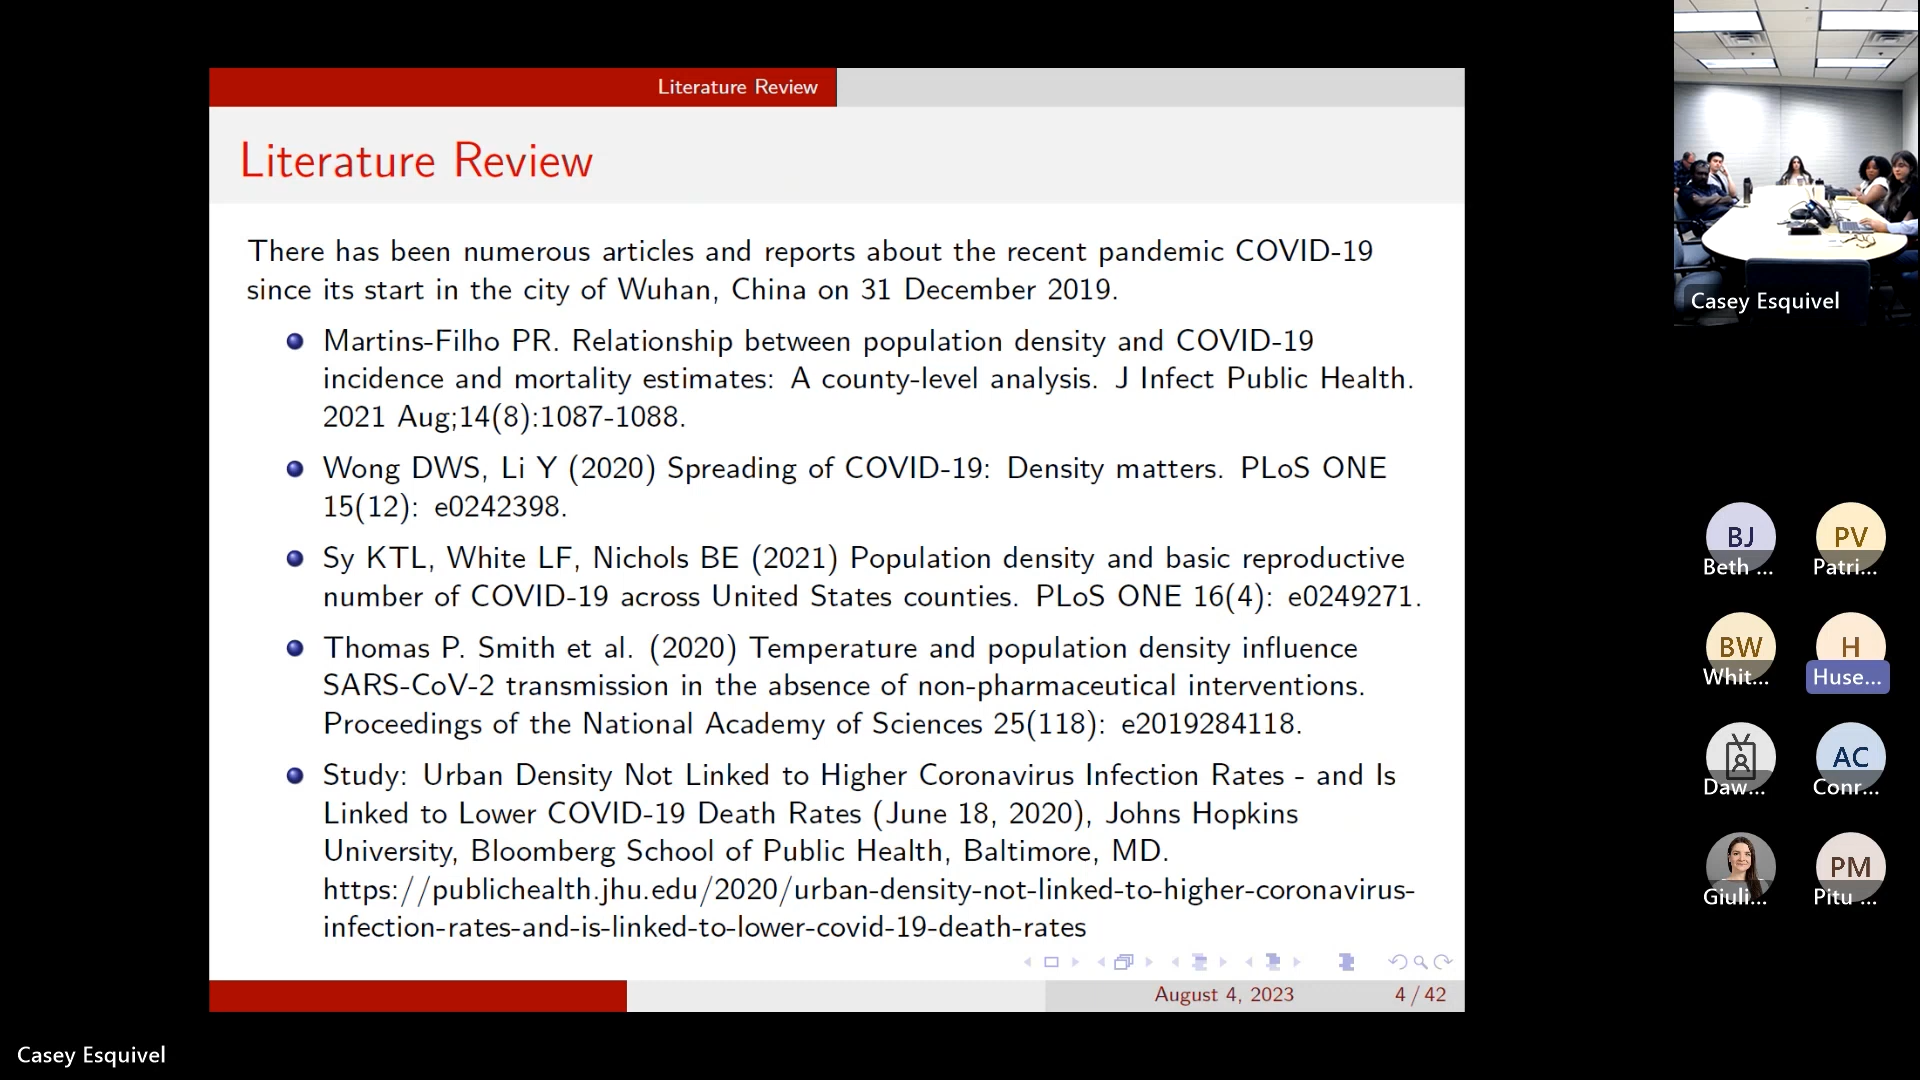 Literature Review
Literature Review
There has been numerous articles and reports about the recent pandemic COVID-19
since its start in the city of Wuhan, China on 31 December 2019.
Martins-Filho PR. Relationship between population density and COVID-19
incidence and mortality estimates: A county-level analysis. J Infect Public Health.
2021 Aug;14(8):1087-1088.
Wong DWS, Li Y (2020) Spreading of COVID-19: Density matters. PLoS ONE
15(12): e0242398.
Sy KTL, White LF, Nichols BE (2021) Population density and basic reproductive
number of COVID-19 across United States counties. PLoS ONE 16(4): e0249271.
Thomas P. Smith et al. (2020) Temperature and population density influence
SARS-CoV-2 transmission in the absence of non-pharmaceutical interventions.
Proceedings of the National Academy of Sciences 25(118): e2019284118.
Study: Urban Density Not Linked to Higher Coronavirus Infection Rates - and Is
Linked to Lower COVID-19 Death Rates (June 18, 2020), Johns Hopkins
University, Bloomberg School of Public Health, Baltimore, MD.
https://publichealth.jhu.edu/2020/urban-density-not-linked-to-higher-coronavirus-
infection-rates-and-is-linked-to-lower-covid-19-death-rates
August 4, 2023 4 / 42
Casey Esquivel
Casey Esquivel
BJ PV
Beth ... Patri...
BW H
Whit... Huse...
AC
Daw... Conr...
PM
Giuli... Pitu ...